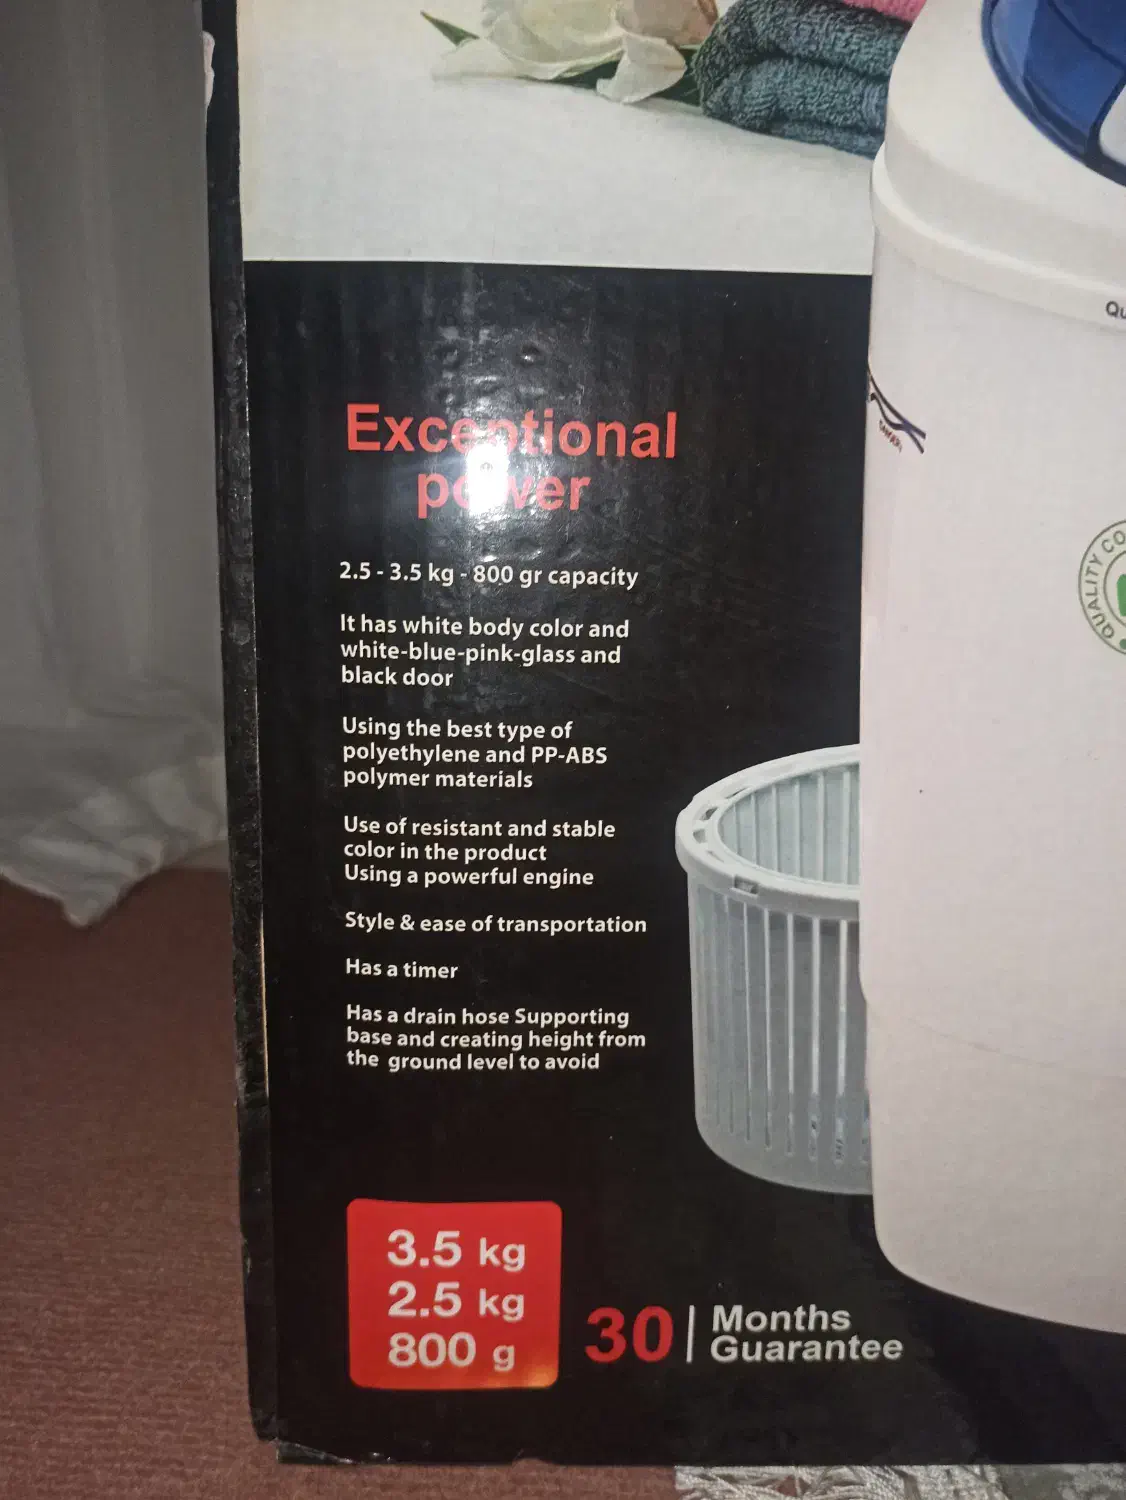 Exceptional
power
2.5 - 3.5 kg - 800 gr capacity
It has white body color and
white-blue-pink-glass and
black door
Using the best type of
polyethylene and PP-ABS
polymer materials
Use of resistant and stable
color in the product
Using a powerful engine
Style & ease of transportation
Has a timer
Has a drain hose Supporting
base and creating height from
the ground level to avoid
3.5 kg
2.5 kg
800 g
30 Months
Guarantee
Qu
QUALITY CO